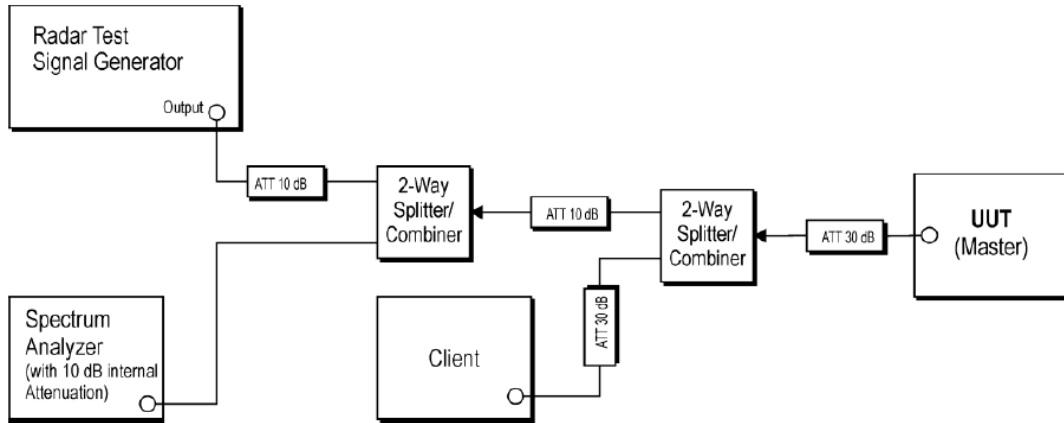 Radar Test
Signal Generator
Output
ATT 10 dB
2-Way
Splitter/
Combiner
ATT 10 dB
2-Way
Splitter/
Combiner
ATT 30 dB
UUT
(Master)
Spectrum
Analyzer
(with 10 dB internal
Attenuation)
Client
ATT 30 dB